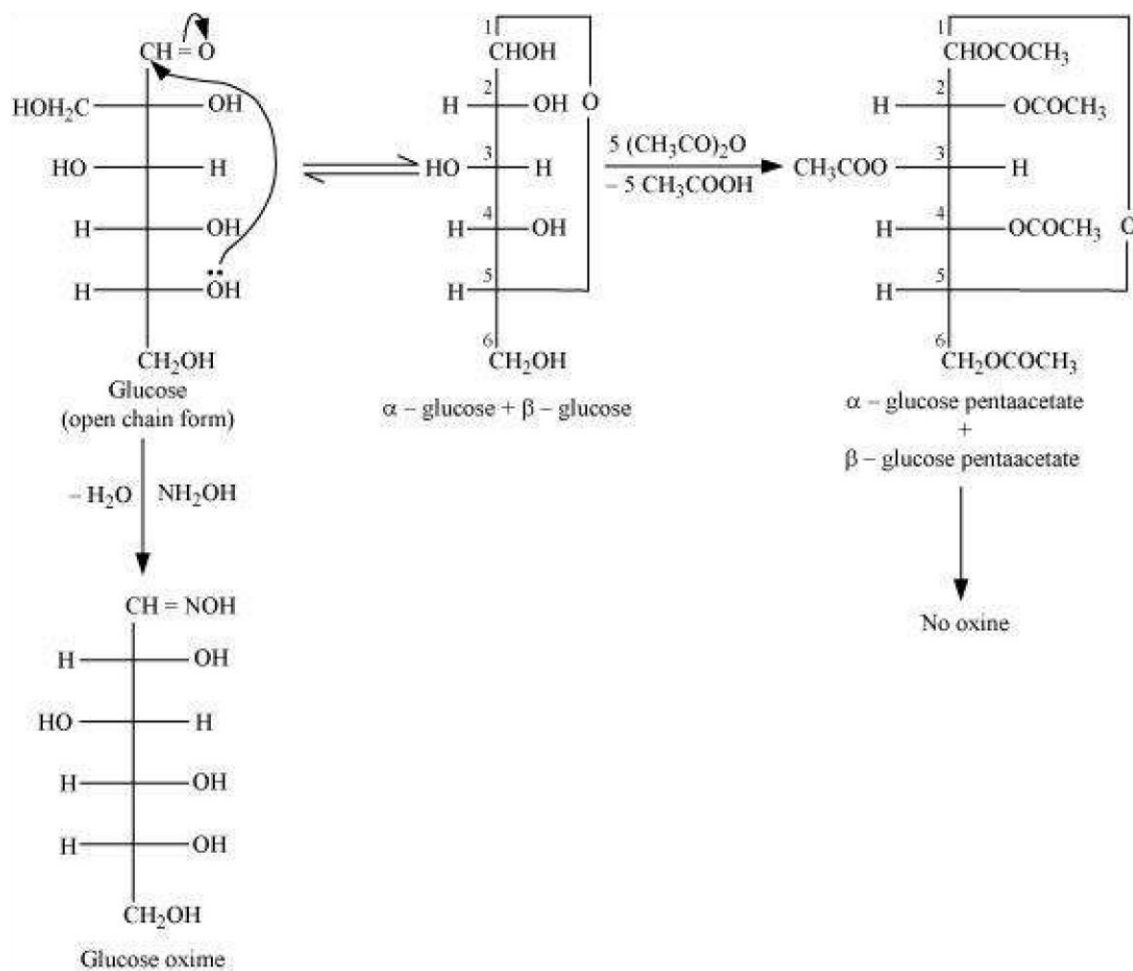 CH = O
HOH₂C OH
HO H
H OH
H ÖH
CH₂OH
Glucose
(open chain form)
– H₂O NH₂OH
CH = NOH
H OH
HO H
H OH
H OH
CH₂OH
Glucose oxime
1
CHOH
2
H OH O
3
HO H
4
H OH
5
H
6
CH₂OH
α – glucose + β – glucose
5 (CH₃CO)₂O
– 5 CH₃COOH
1
CHOCOCH₃
2
H OCOCH₃
3
CH₃COO H
4
H OCOCH₃ O
5
H
6
CH₂OCOCH₃
α – glucose pentaacetate
+
β – glucose pentaacetate
No oxine